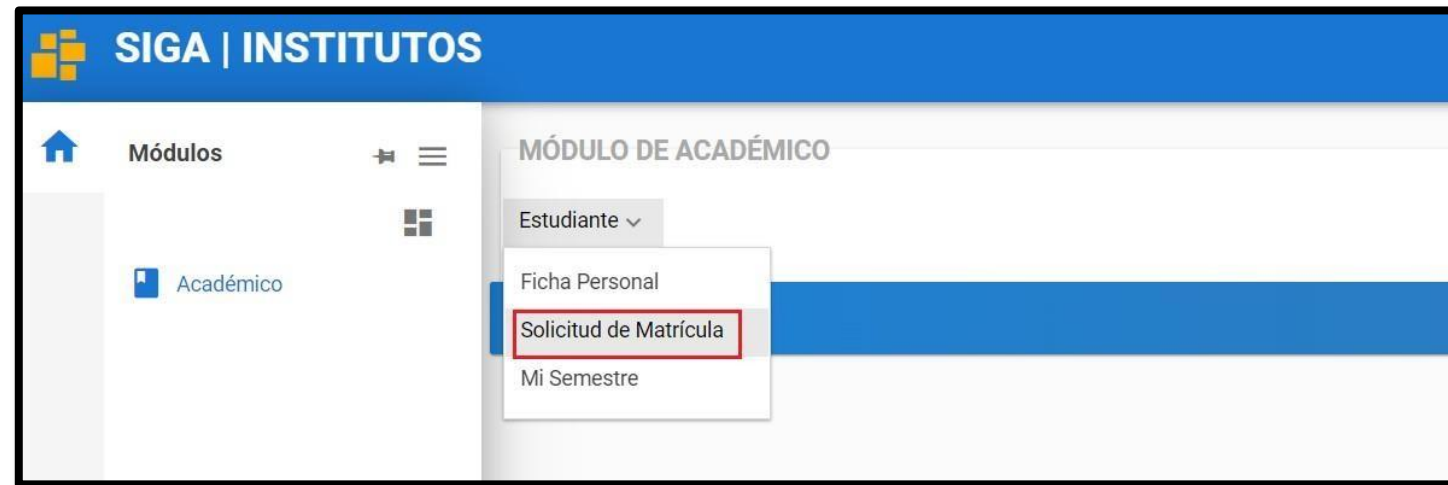 SIGA | INSTITUTOS
Módulos
MÓDULO DE ACADÉMICO
Estudiante
Académico
Ficha Personal
Solicitud de Matrícula
Mi Semestre